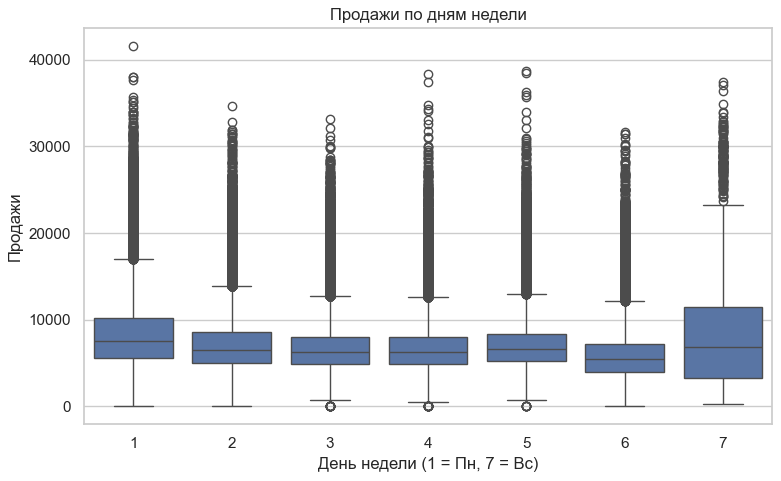 Продажи по дням недели
Продажи
40000
30000
20000
10000
0
1 2 3 4 5 6 7
День недели (1 = Пн, 7 = Вс)